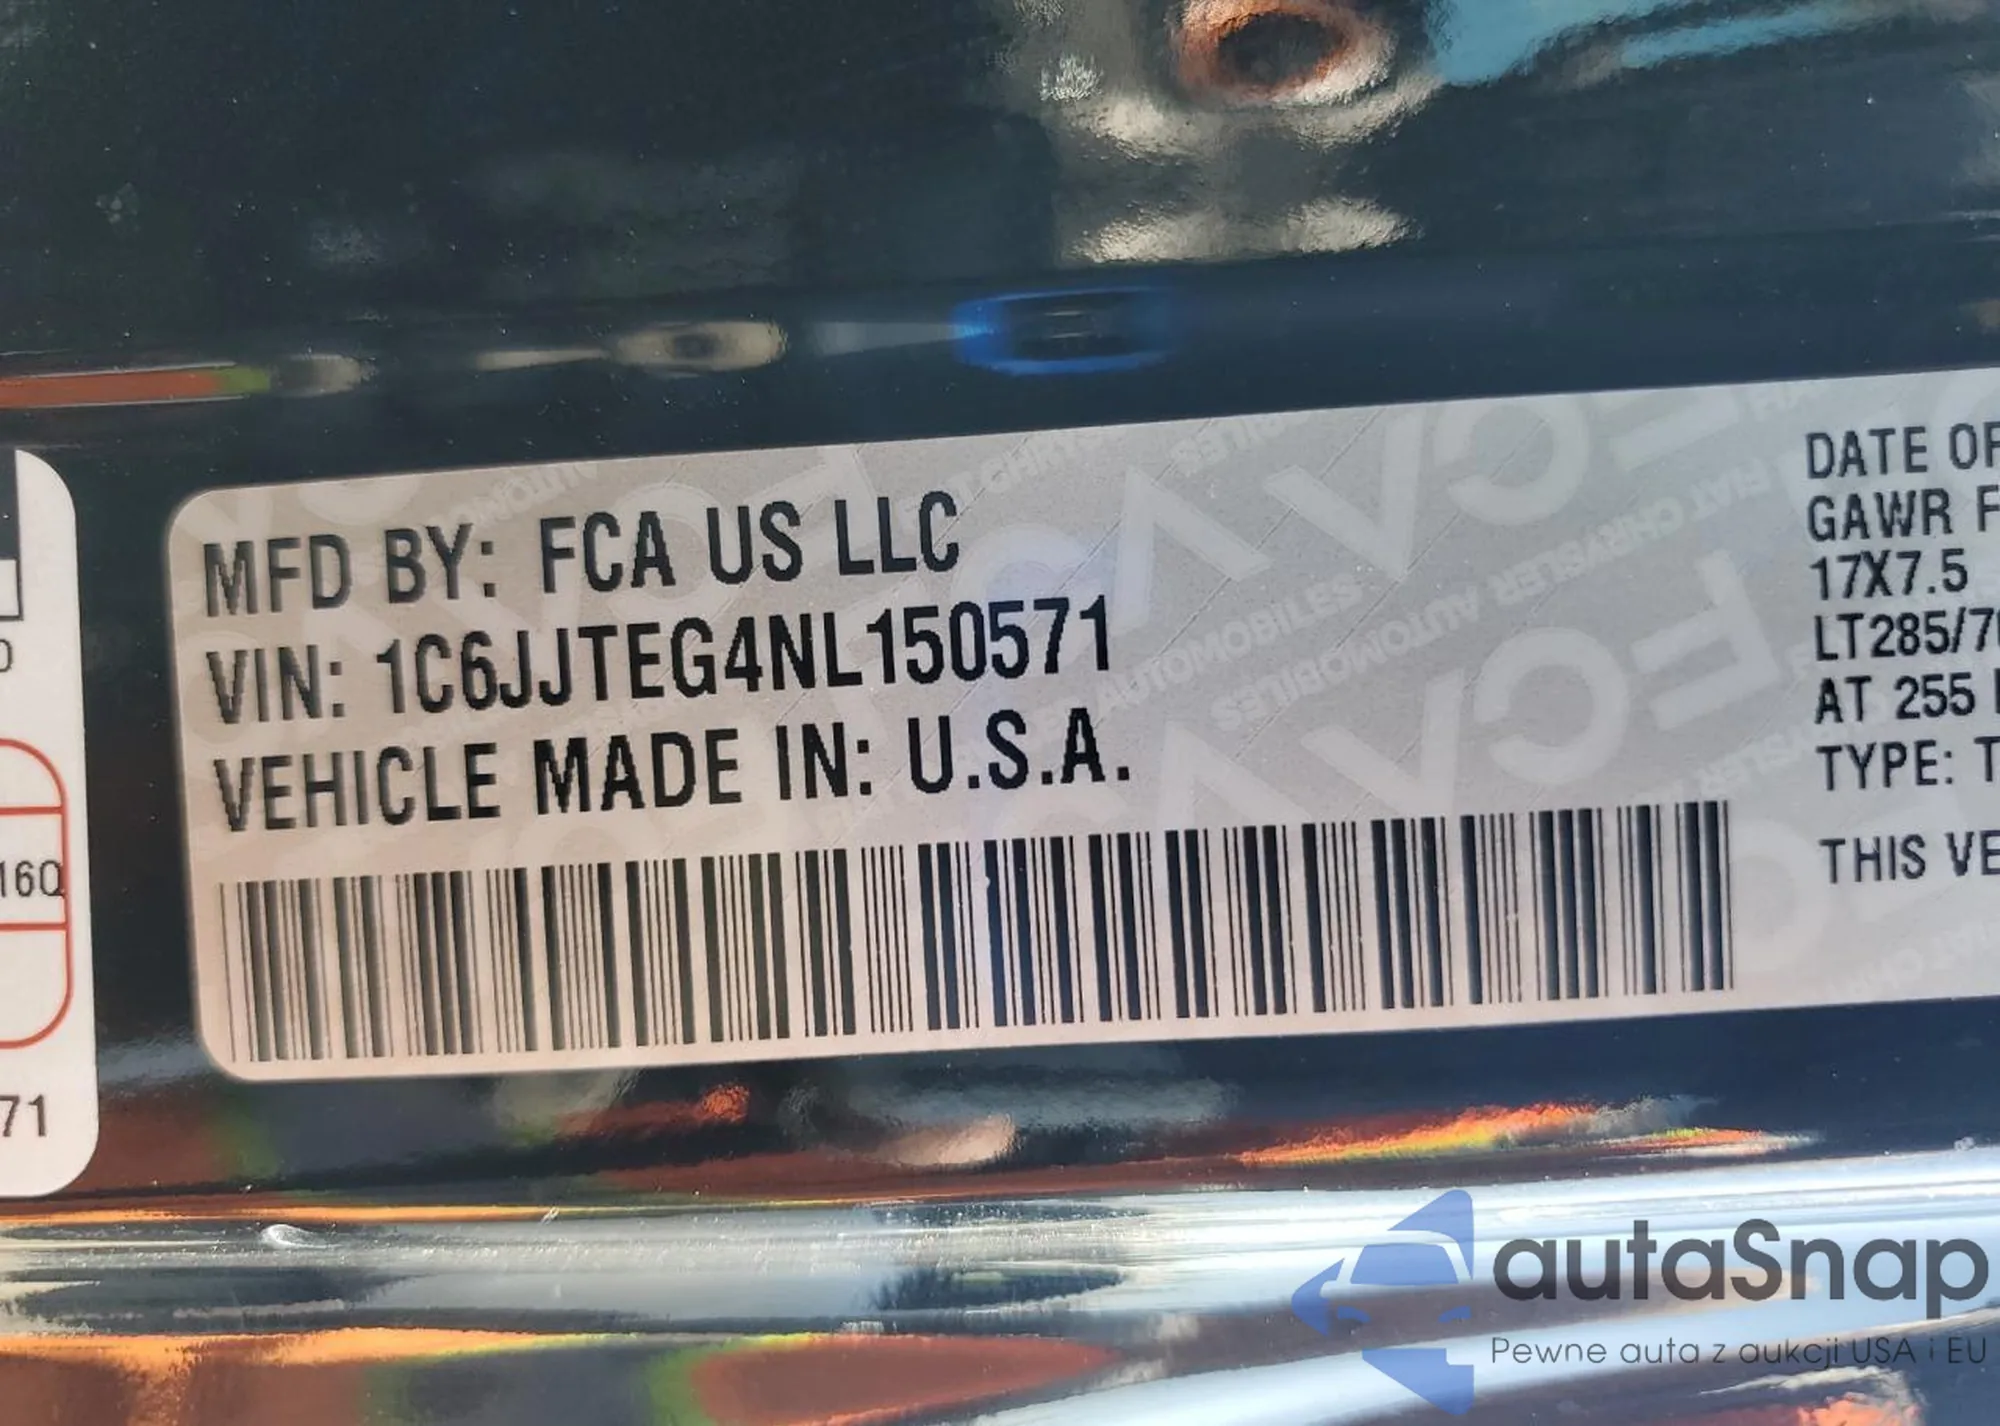 MFD BY: FCA US LLC
VIN: 1C6JJTEG4NL150571
VEHICLE MADE IN: U.S.A.
DATE OF
GAWR F
17X7.5
LT285/7
AT 255
TYPE: T
THIS VE
16Q
71
autaSnap
Pewne auta z aukcji USA i EU